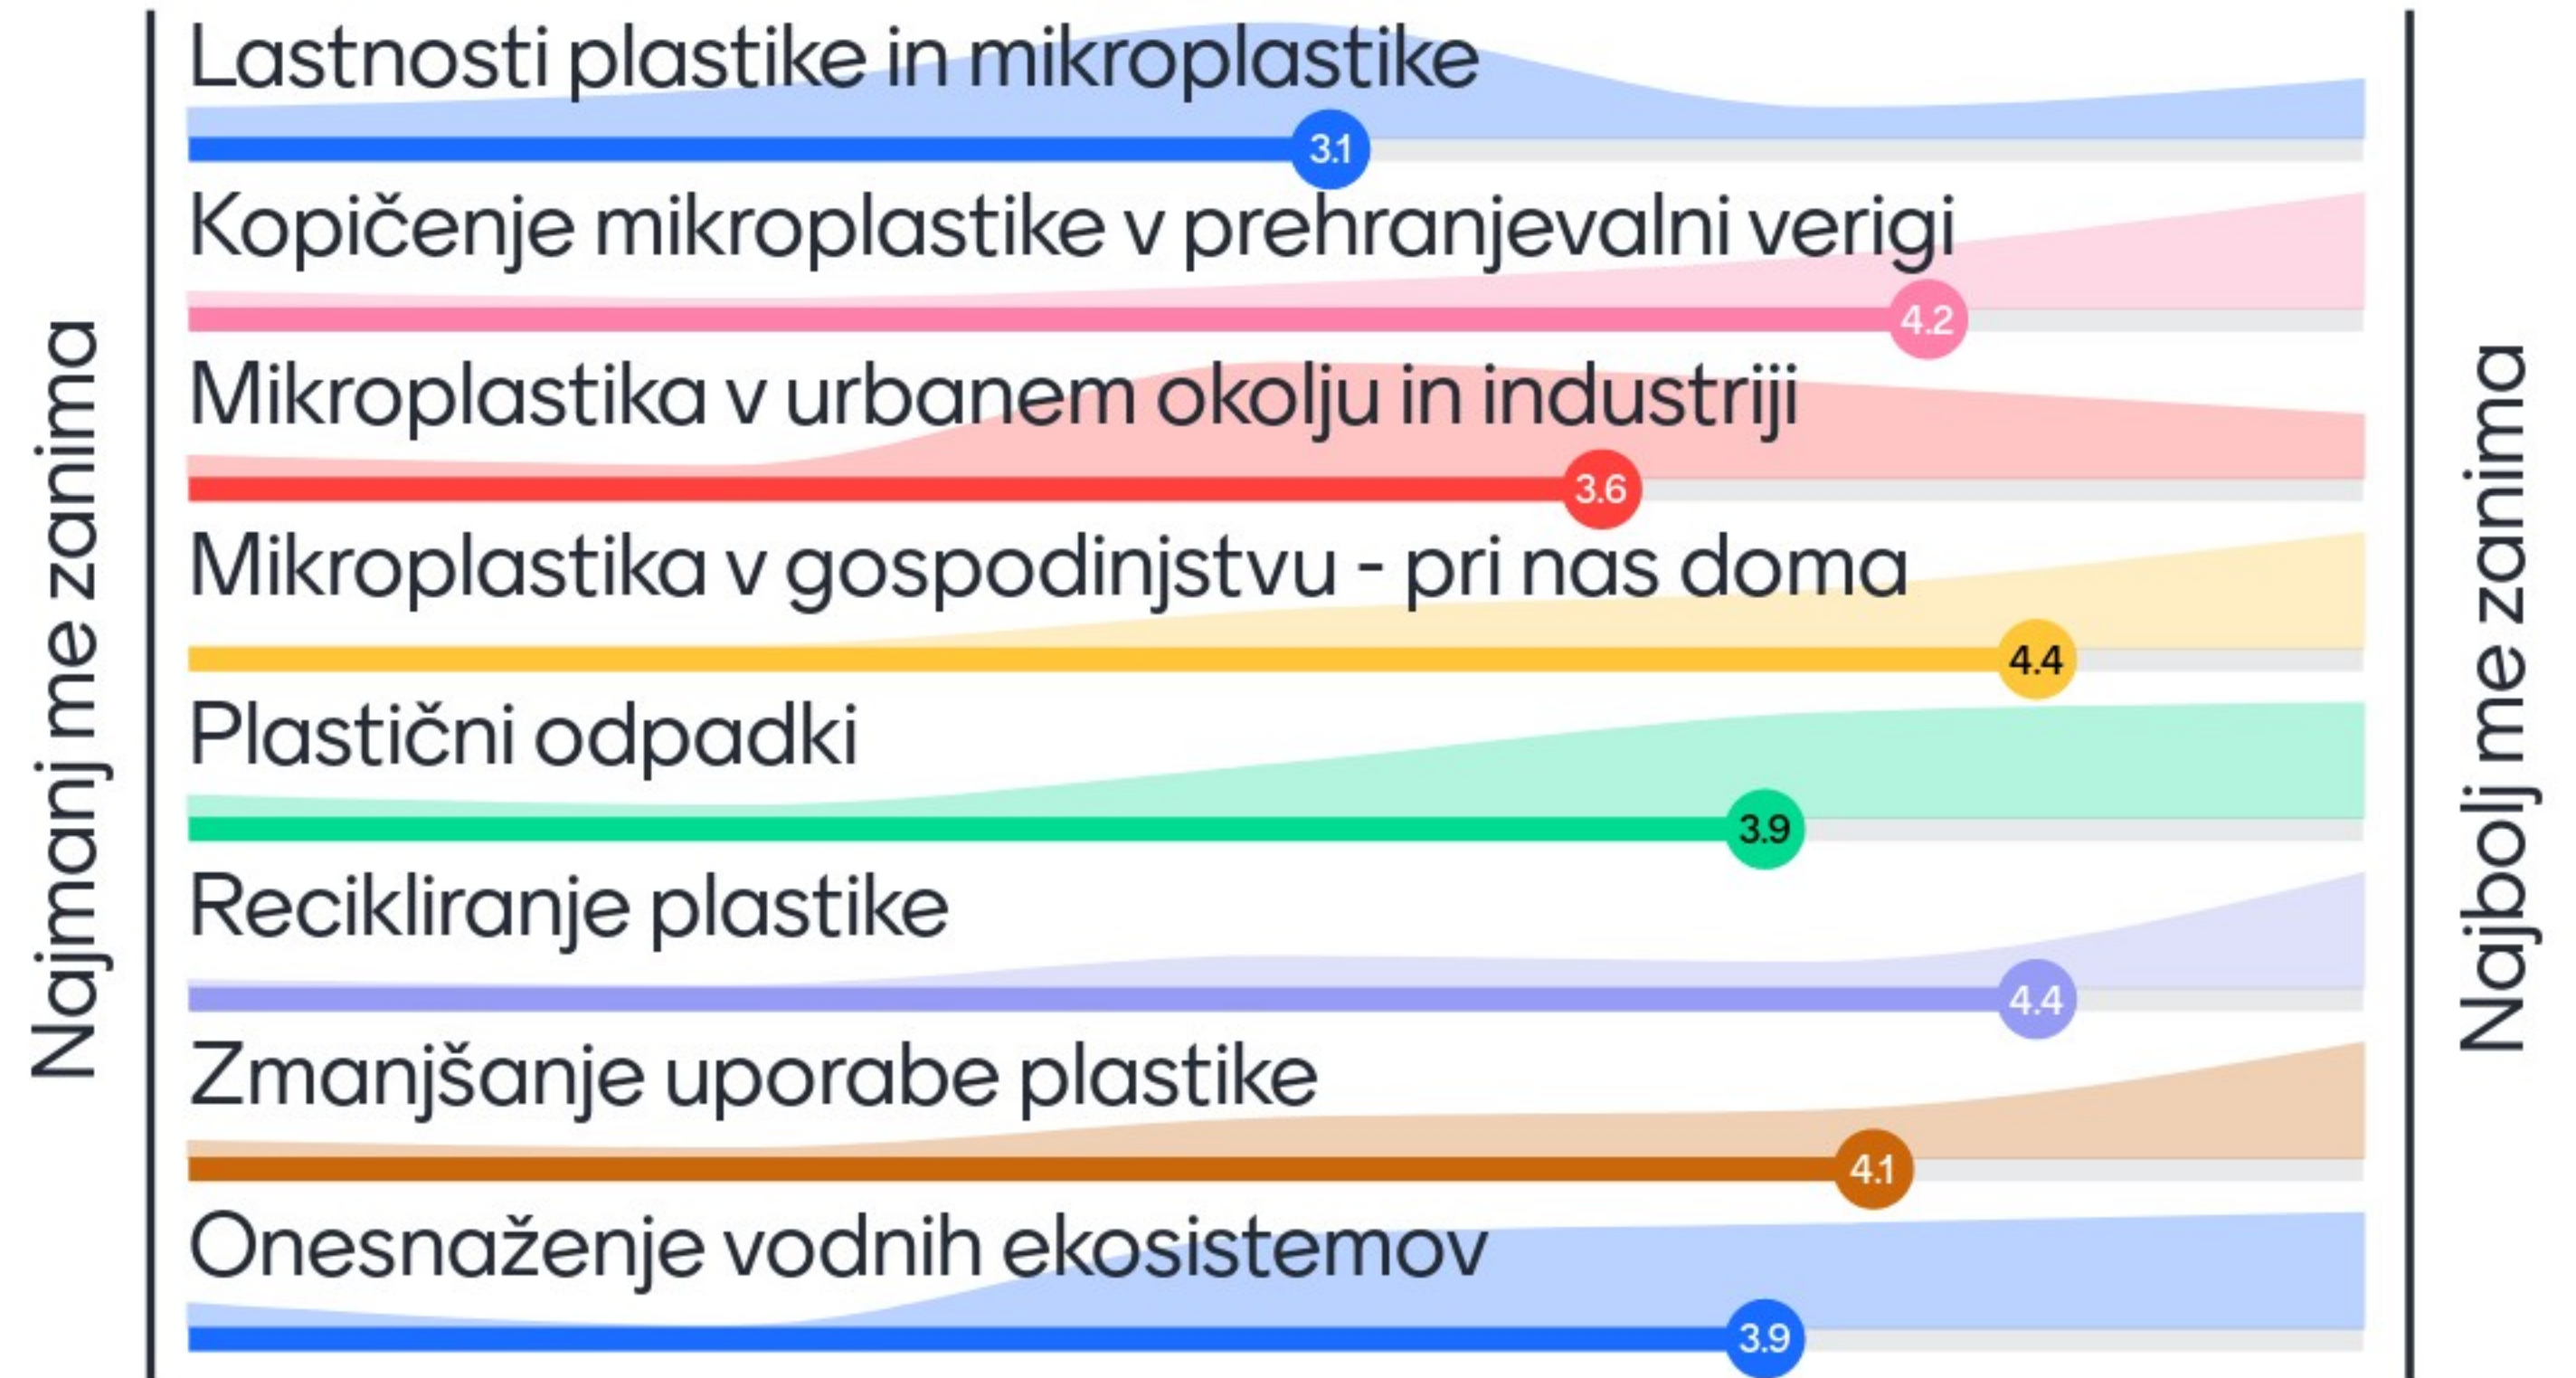 Najmanj me zanima
Lastnosti plastike in mikroplastike
3.1
Kopičenje mikroplastike v prehranjevalni verigi
4.2
Mikroplastika v urbanem okolju in industriji
3.6
Mikroplastika v gospodinjstvu - pri nas doma
4.4
Plastični odpadki
3.9
Recikliranje plastike
4.4
Zmanjšanje uporabe plastike
4.1
Onesnaženje vodnih ekosistemov
3.9
Najbolj me zanima